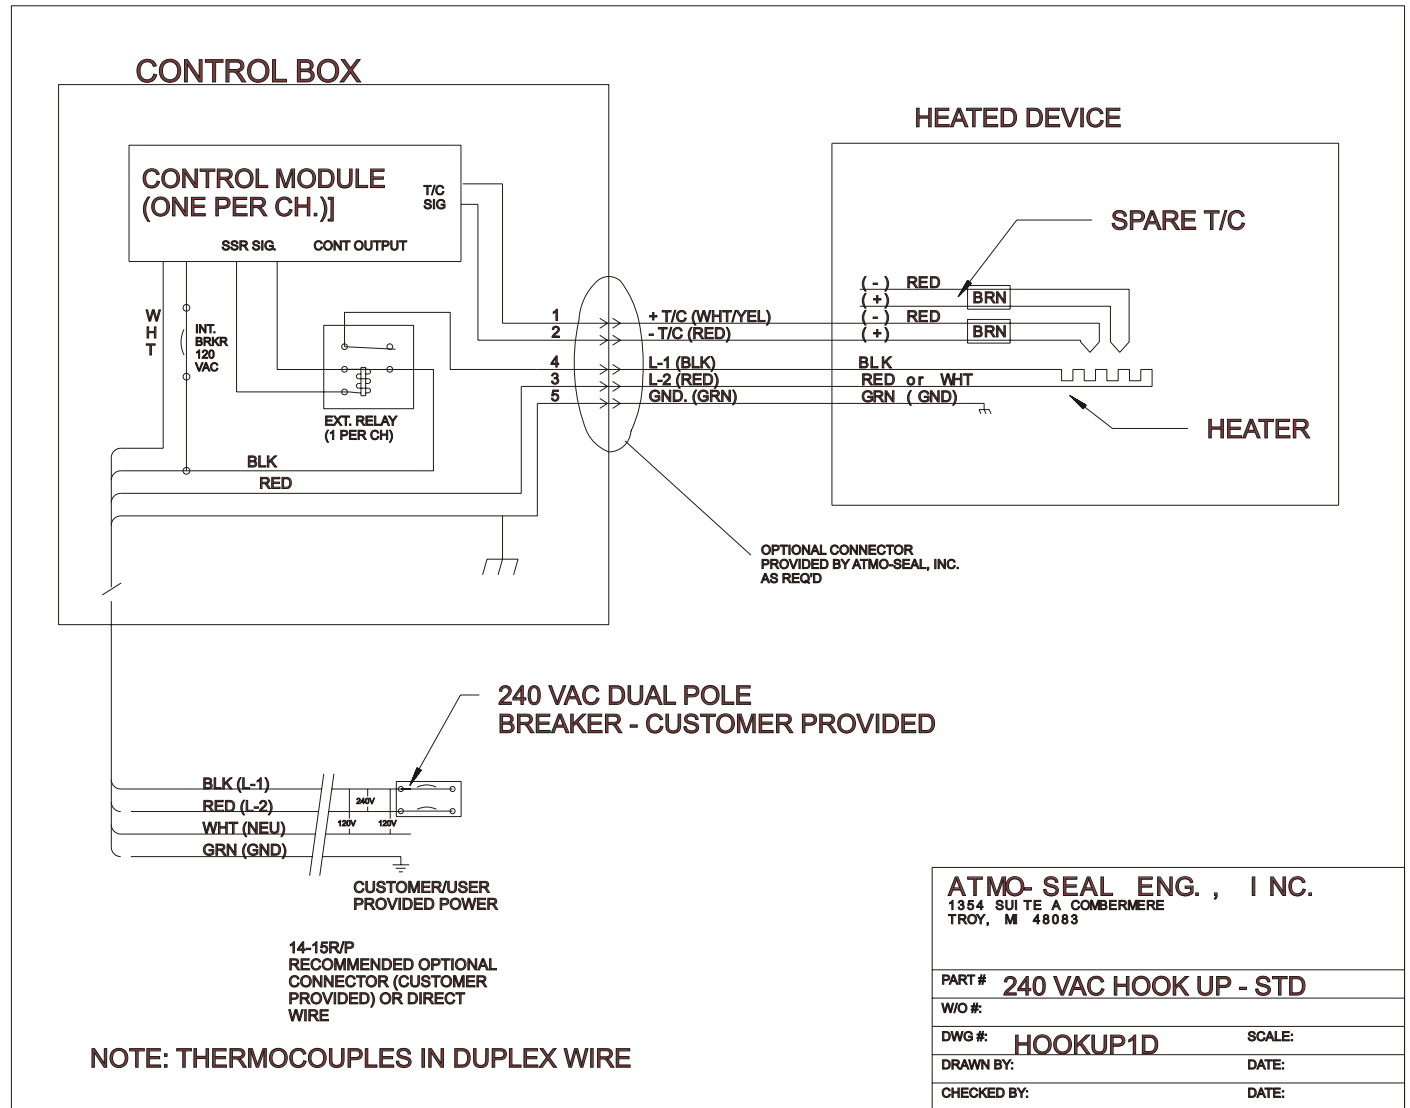 CONTROL BOX
HEATED DEVICE
CONTROL MODULE
(ONE PER CH.)]
T/C
SIG
SSR SIG.
CONT OUTPUT
W
H
T
INT.
BRKR
120
VAC
EXT. RELAY
(1 PER CH)
BLK
RED
1
2
4
3
5
+ T/C (WHT/YEL)
- T/C (RED)
L-1 (BLK)
L-2 (RED)
GND. (GRN)
SPARE T/C
( - ) RED
( + )
BRN
( - ) RED
( + )
BRN
BLK
RED or WHT
GRN ( GND)
HEATER
OPTIONAL CONNECTOR
PROVIDED BY ATMO-SEAL, INC.
AS REQ'D
240 VAC DUAL POLE
BREAKER - CUSTOMER PROVIDED
BLK (L-1)
RED (L-2)
WHT (NEU)
GRN (GND)
240V
120V
120V
CUSTOMER/USER
PROVIDED POWER
14-15R/P
RECOMMENDED OPTIONAL
CONNECTOR (CUSTOMER
PROVIDED) OR DIRECT
WIRE
NOTE: THERMOCOUPLES IN DUPLEX WIRE
ATMO-SEAL ENG., INC.
1354 SUITE A COMBERMERE
TROY, MI 48083
PART # 240 VAC HOOK UP - STD
W/O #:
DWG #: HOOKUP1D SCALE:
DRAWN BY: DATE:
CHECKED BY: DATE: